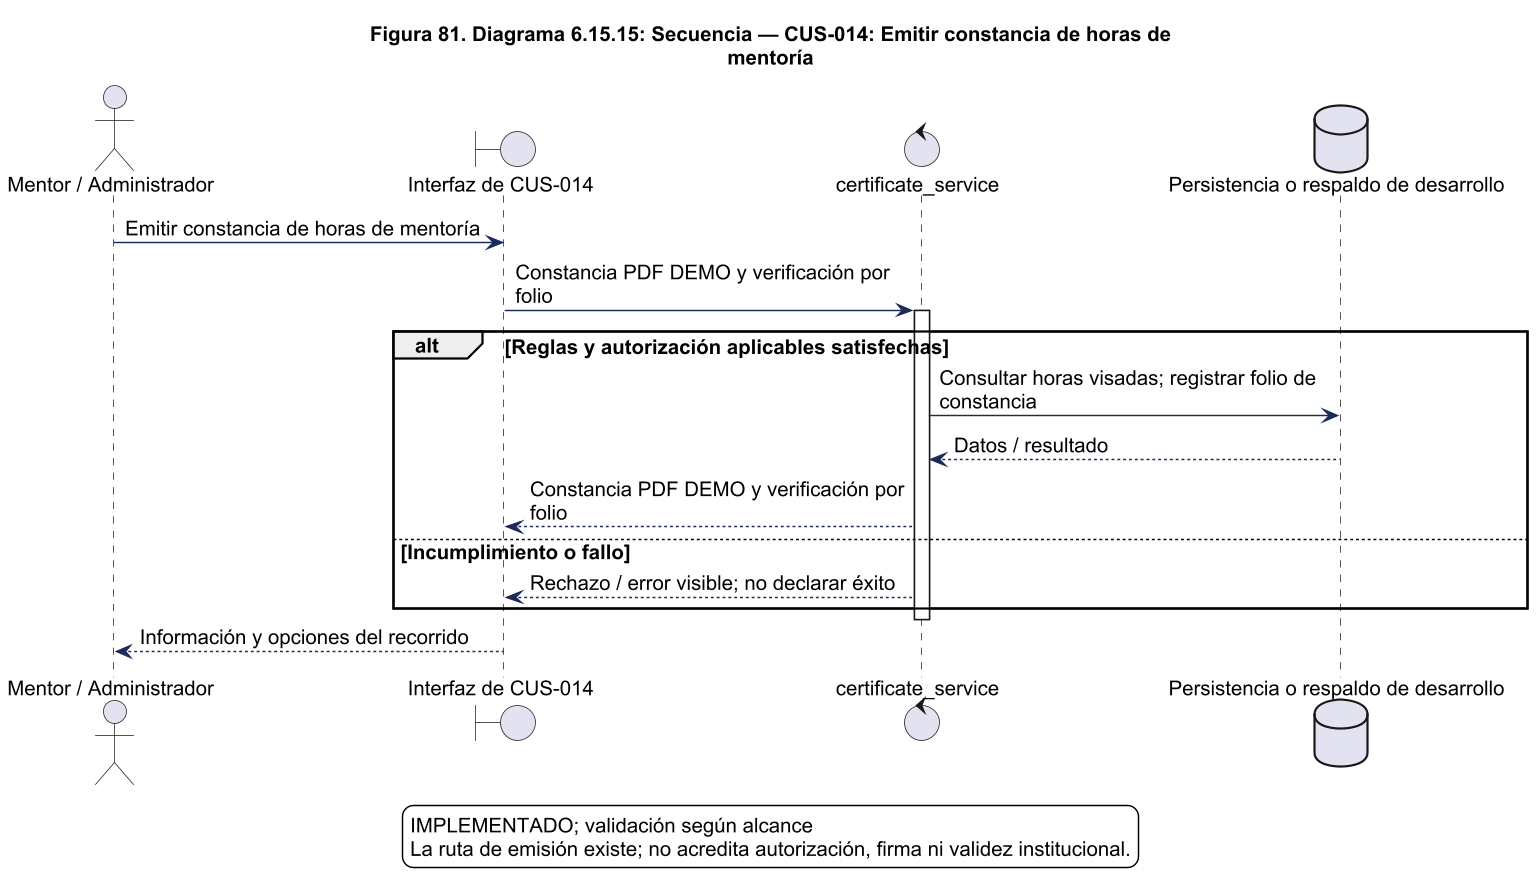 Figura 81. Diagrama 6.15.15: Secuencia — CUS-014: Emitir constancia de horas de
mentoría
Mentor / Administrador
Interfaz de CUS-014
certificate_service
Persistencia o respaldo de desarrollo
Emitir constancia de horas de mentoría
Constancia PDF DEMO y verificación por
folio
alt
[Reglas y autorización aplicables satisfechas]
Consultar horas visadas; registrar folio de
constancia
Datos / resultado
Constancia PDF DEMO y verificación por
folio
[Incumplimiento o fallo]
Rechazo / error visible; no declarar éxito
Información y opciones del recorrido
Mentor / Administrador
Interfaz de CUS-014
certificate_service
Persistencia o respaldo de desarrollo
IMPLEMENTADO; validación según alcance
La ruta de emisión existe; no acredita autorización, firma ni validez institucional.